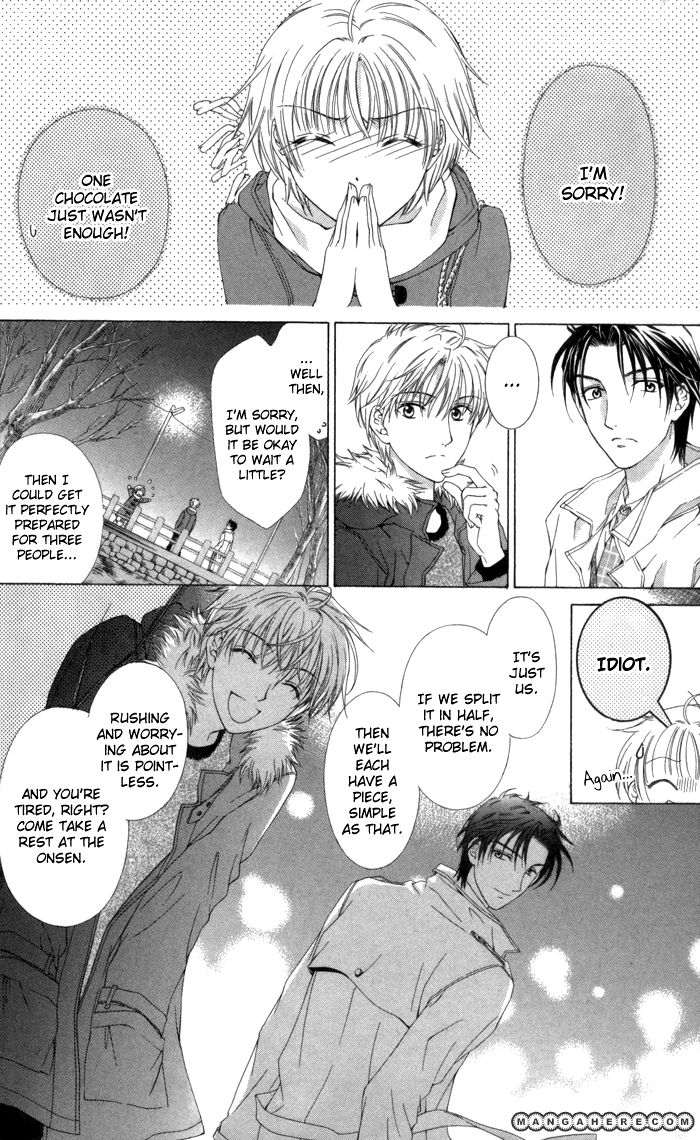 I'M
SORRY!
ONE
CHOCOLATE
JUST WASN'T
ENOUGH!
...
...
WELL
THEN,
I'M SORRY,
BUT WOULD
IT BE OKAY
TO WAIT A
LITTLE?
THEN I
COULD GET
IT PERFECTLY
PREPARED
FOR THREE
PEOPLE...
IDIOT.
Again...
IT'S
JUST
US.
IF WE SPLIT
IT IN HALF,
THERE'S NO
PROBLEM.
THEN
WE'LL
EACH
HAVE A
PIECE,
SIMPLE
AS THAT.
RUSHING
AND WORRY-
ING ABOUT
IT IS POINT-
LESS.
AND YOU'RE
TIRED, RIGHT?
COME TAKE A
REST AT THE
ONSEN.
MANGAHERE.COM